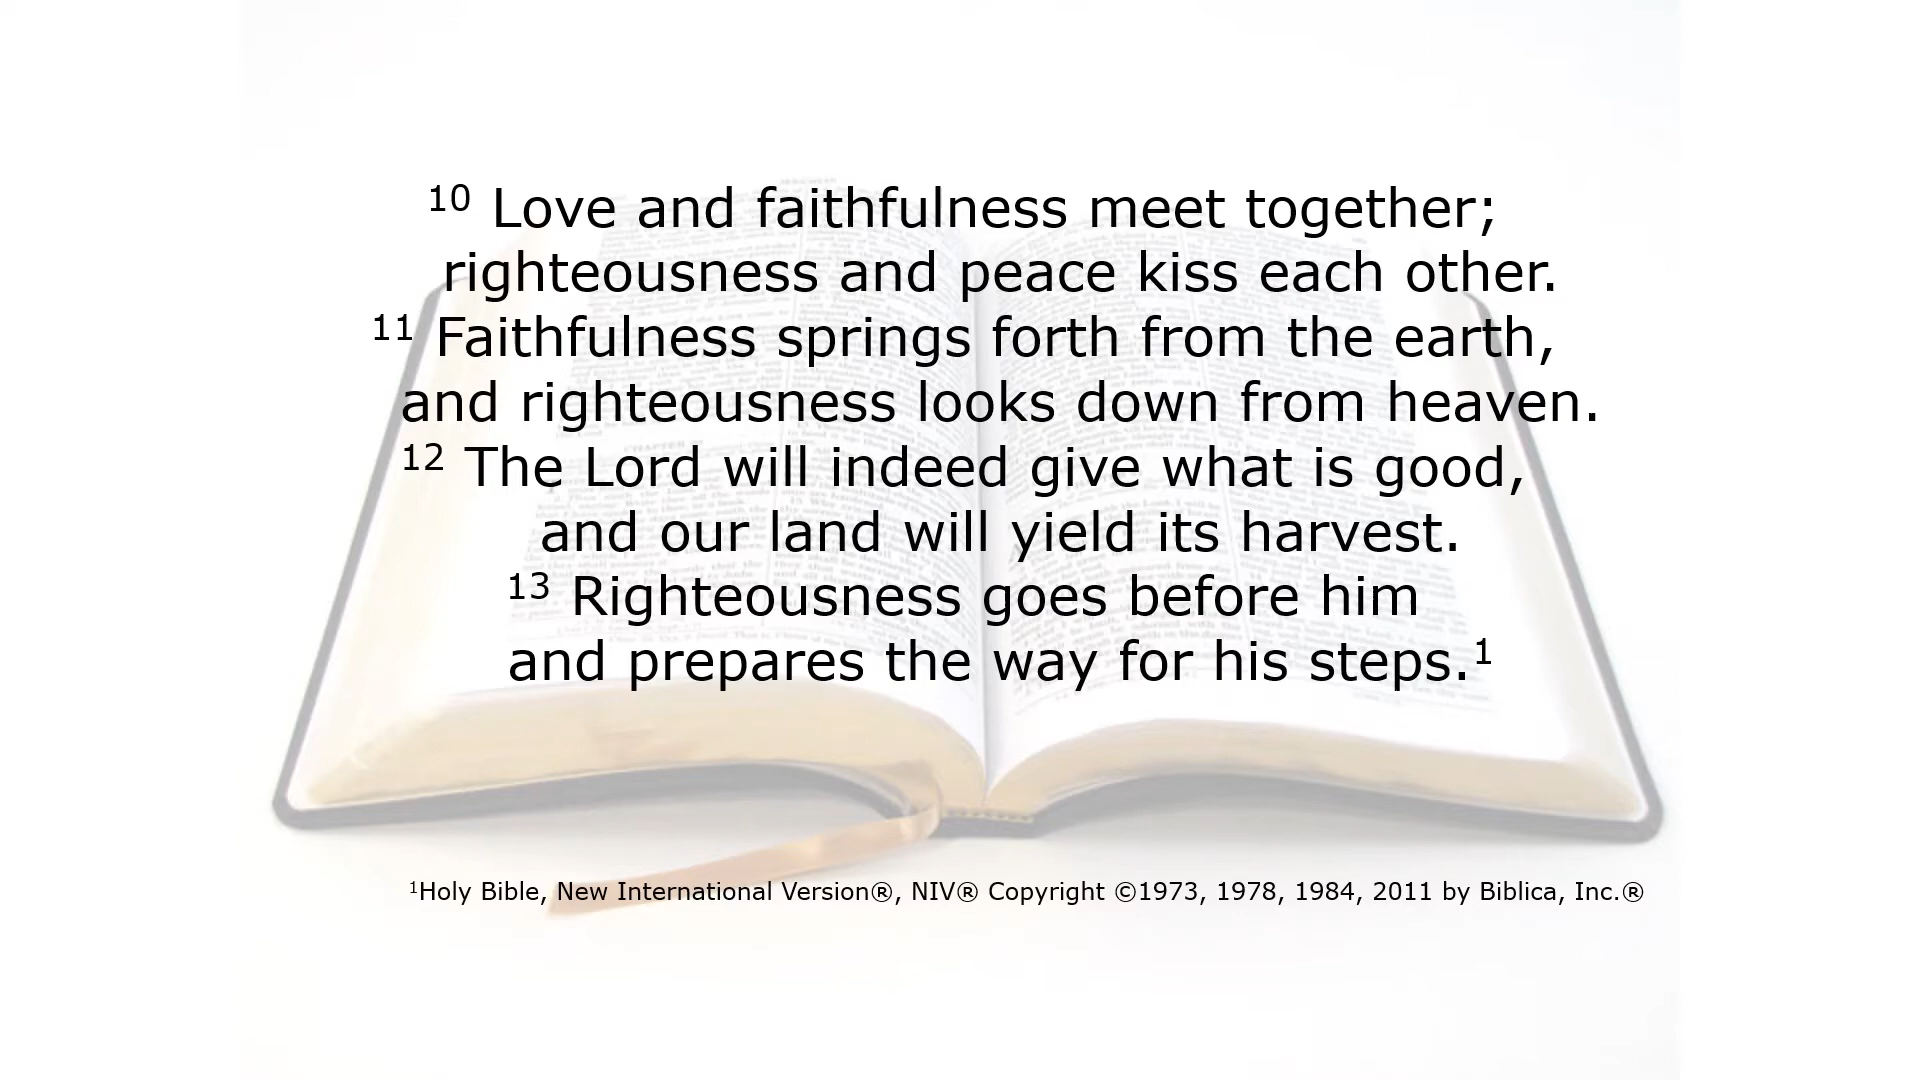 10 Love and faithfulness meet together;
righteousness and peace kiss each other.
11 Faithfulness springs forth from the earth,
and righteousness looks down from heaven.
12 The Lord will indeed give what is good,
and our land will yield its harvest.
13 Righteousness goes before him
and prepares the way for his steps.1
1Holy Bible, New International Version®, NIV® Copyright ©1973, 1978, 1984, 2011 by Biblica, Inc.®